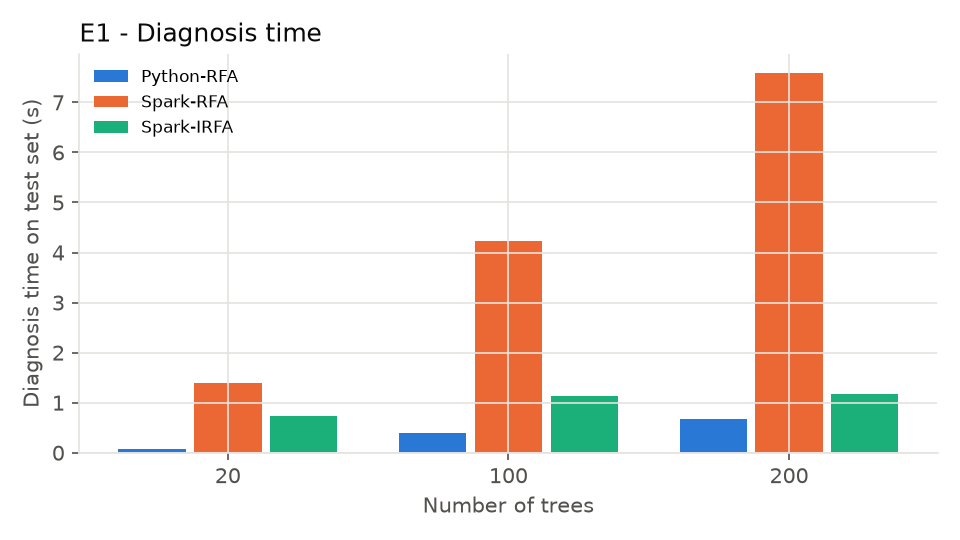 E1 - Diagnosis time
Python-RFA
Spark-RFA
Spark-IRFA
Diagnosis time on test set (s)
7
6
5
4
3
2
1
0
20
100
200
Number of trees